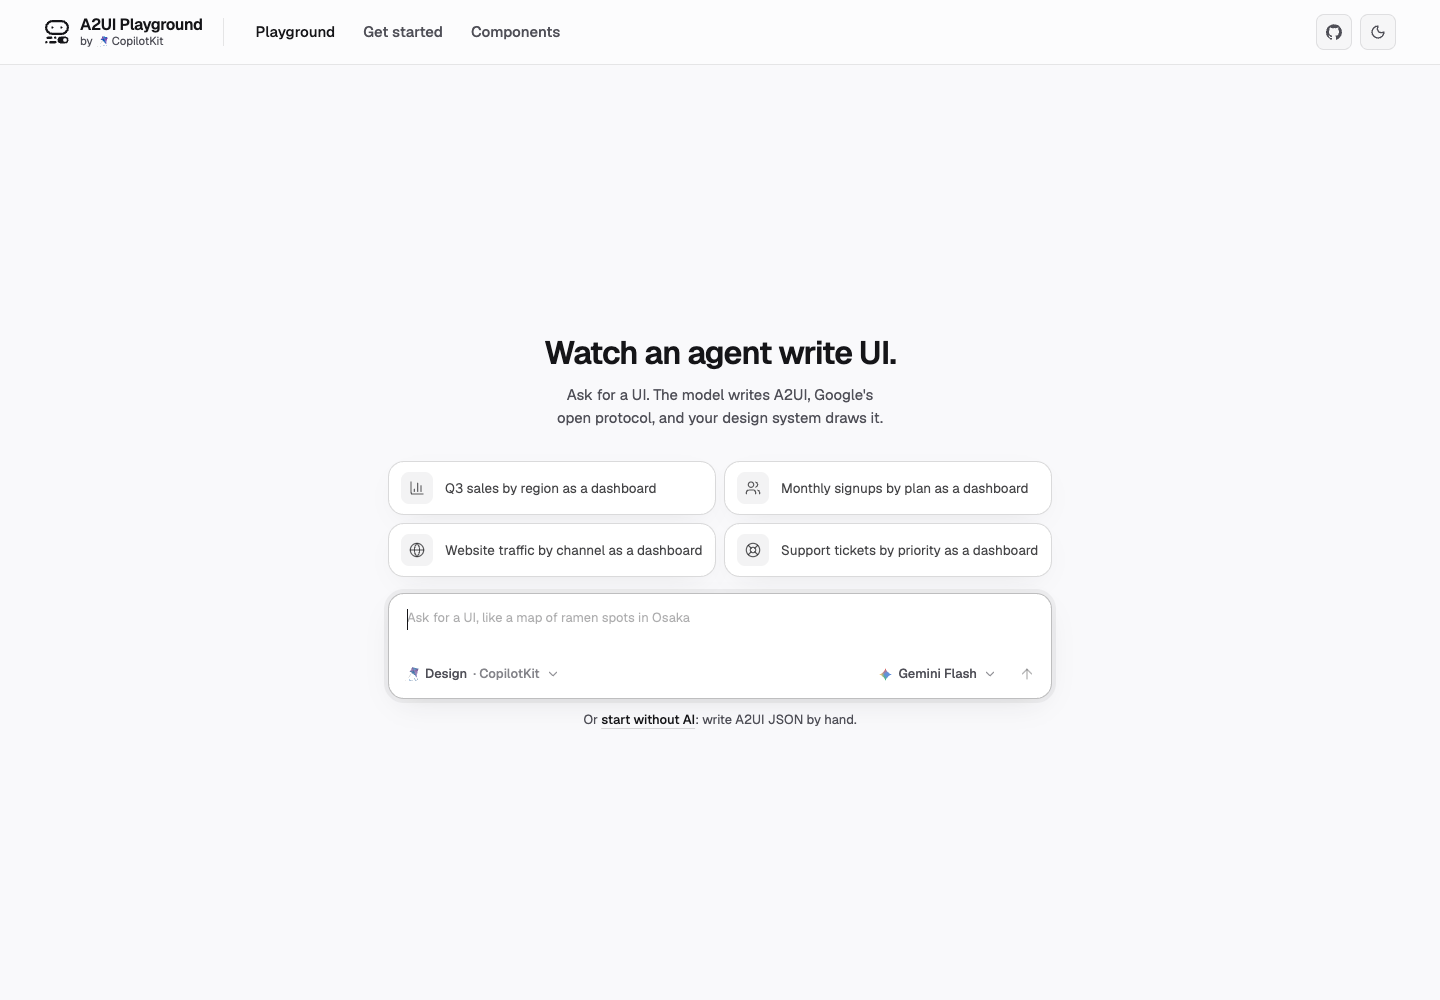 A2UI Playground
by CopilotKit
Playground
Get started
Components
Watch an agent write UI.
Ask for a UI. The model writes A2UI, Google's
open protocol, and your design system draws it.
Q3 sales by region as a dashboard
Monthly signups by plan as a dashboard
Website traffic by channel as a dashboard
Support tickets by priority as a dashboard
Ask for a UI, like a map of ramen spots in Osaka
Design · CopilotKit
Gemini Flash
Or start without AI: write A2UI JSON by hand.